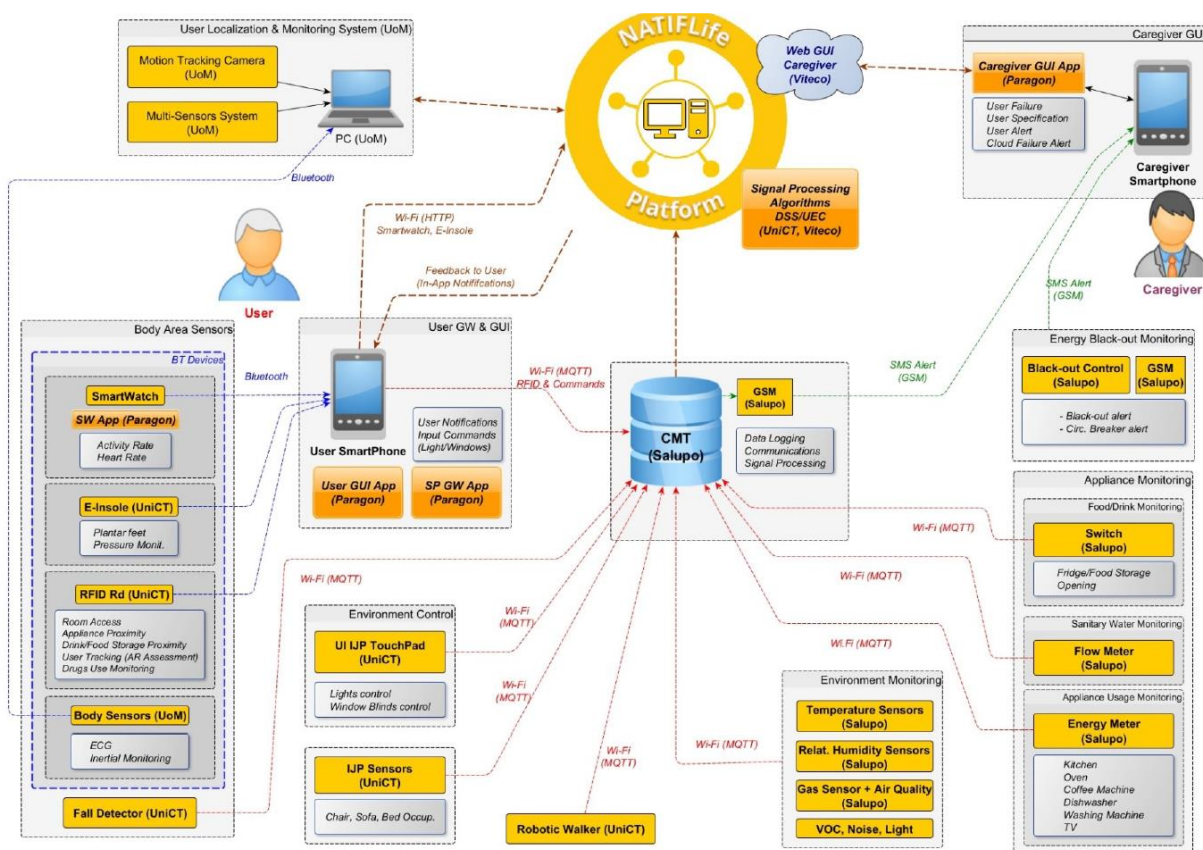 User Localization & Monitoring System (UoM)
Motion Tracking Camera
(UoM)
Multi-Sensors System
(UoM)
PC (UoM)
Bluetooth
NATIFLife
Platform
Web GUI
Caregiver
(Viteco)
Signal Processing
Algorithms
DSS/UEC
(UniCT, Viteco)
Caregiver GUI
Caregiver GUI App
(Paragon)
User Failure
User Specification
User Alert
Cloud Failure Alert
Caregiver
Smartphone
Caregiver
SMS Alert
(GSM)
SMS Alert
(GSM)
User
Wi-Fi (HTTP)
Smartwatch, E-Insole
Feedback to User
(In-App Notififcations)
Body Area Sensors
BT Devices
SmartWatch
SW App (Paragon)
Activity Rate
Heart Rate
E-Insole (UniCT)
Plantar feet
Pressure Monit.
RFID Rd (UniCT)
Room Access
Appliance Proximity
Drink/Food Storage Proximity
User Tracking (AR Assessment)
Drugs Use Monitoring
Body Sensors (UoM)
ECG
Inertial Monitoring
Fall Detector (UniCT)
Bluetooth
User GW & GUI
User SmartPhone
User Notifications
Input Commands
(Light/Windows)
User GUI App
(Paragon)
SP GW App
(Paragon)
Wi-Fi (MQTT)
RFID & Commands
CMT
(Salupo)
GSM
(Salupo)
Data Logging
Communications
Signal Processing
Energy Black-out Monitoring
Black-out Control
(Salupo)
GSM
(Salupo)
- Black-out alert
- Circ. Breaker alert
Appliance Monitoring
Food/Drink Monitoring
Switch
(Salupo)
Fridge/Food Storage
Opening
Sanitary Water Monitoring
Flow Meter
(Salupo)
Appliance Usage Monitoring
Energy Meter
(Salupo)
Kitchen
Oven
Coffee Machine
Dishwasher
Washing Machine
TV
Wi-Fi (MQTT)
Wi-Fi (MQTT)
Wi.Fi (MQTT)
Wi-Fi (MQTT)
Wi-Fi
(MQTT)
Wi-Fi
(MQTT)
Wi-Fi
(MQTT)
Wi-Fi (MQTT)
Environment Control
UI IJP TouchPad
(UniCT)
Lights control
Window Blinds control
IJP Sensors
(UniCT)
Chair, Sofa, Bed Occup.
Robotic Walker (UniCT)
Environment Monitoring
Temperature Sensors
(Salupo)
Relat. Humidity Sensors
(Salupo)
Gas Sensor + Air Quality
(Salupo)
VOC, Noise, Light